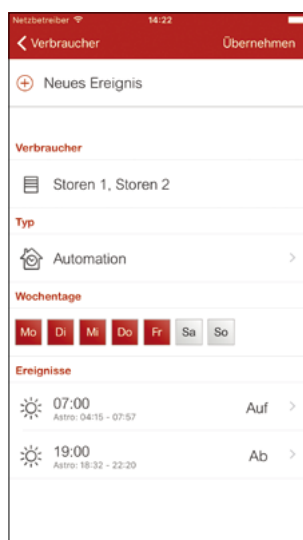 Netzbetreiber 14:22
Verbraucher Übernehmen
Neues Ereignis
Verbraucher
Storen 1, Storen 2
Typ
Automation
Wochentage
Mo Di Mi Do Fr Sa So
Ereignisse
07:00 Auf
Astro: 04:15 - 07:57
19:00 Ab
Astro: 18:32 - 22:20